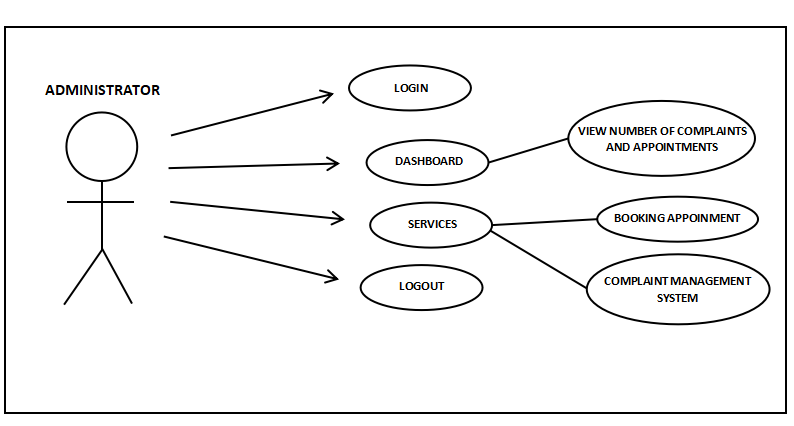 ADMINISTRATOR
LOGIN
DASHBOARD
VIEW NUMBER OF COMPLAINTS
AND APPOINTMENTS
SERVICES
BOOKING APPOINMENT
COMPLAINT MANAGEMENT
SYSTEM
LOGOUT